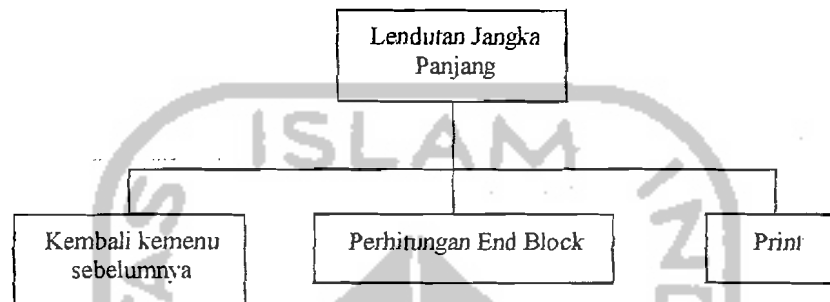 Lendutan Jangka
Panjang
ISLAM
Kembali kemenu
sebelumnya
Perhitungan End Block
Print